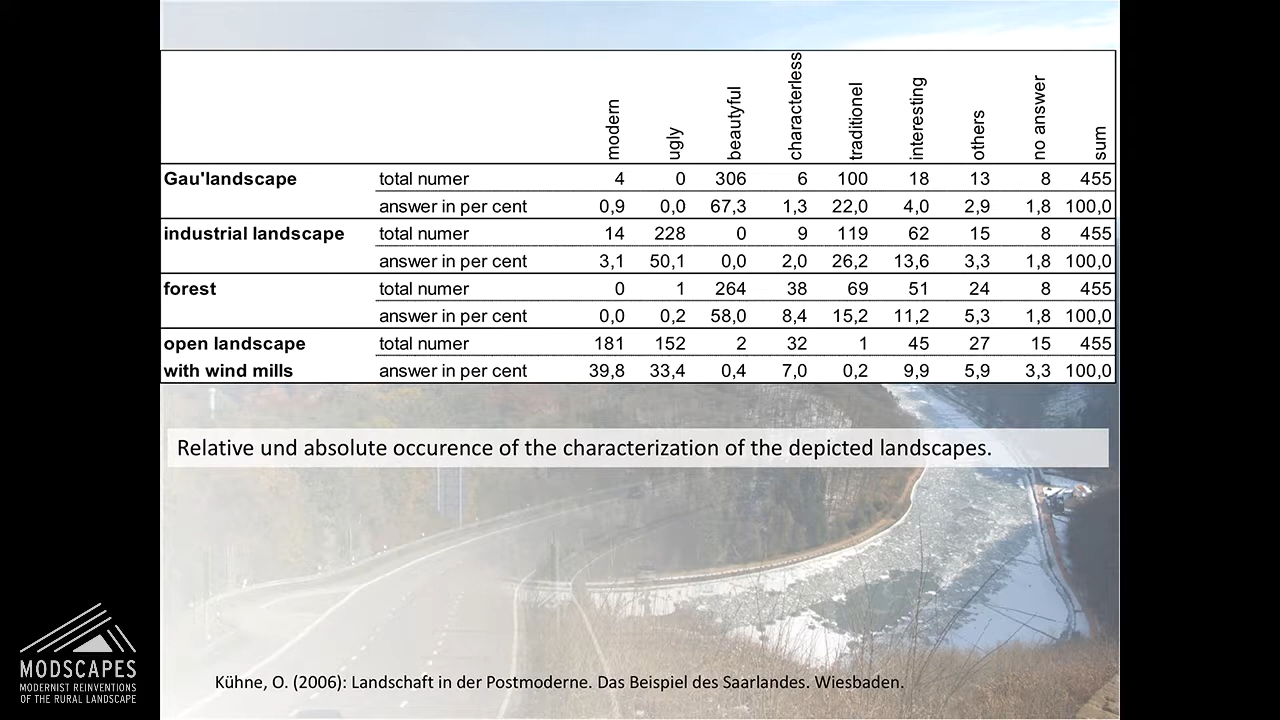 modern ugly beautyful characterless traditionel interesting others no answer sum
Gau'landscape total numer 4 0 306 6 100 18 13 8 455
answer in per cent 0,9 0,0 67,3 1,3 22,0 4,0 2,9 1,8 100,0
industrial landscape total numer 14 228 0 9 119 62 15 8 455
answer in per cent 3,1 50,1 0,0 2,0 26,2 13,6 3,3 1,8 100,0
forest total numer 0 1 264 38 69 51 24 8 455
answer in per cent 0,0 0,2 58,0 8,4 15,2 11,2 5,3 1,8 100,0
open landscape total numer 181 152 2 32 1 45 27 15 455
with wind mills answer in per cent 39,8 33,4 0,4 7,0 0,2 9,9 5,9 3,3 100,0
Relative und absolute occurence of the characterization of the depicted landscapes.
Kühne, O. (2006): Landschaft in der Postmoderne. Das Beispiel des Saarlandes. Wiesbaden.
MODSCAPES
MODERNIST REINVENTIONS
OF THE RURAL LANDSCAPE